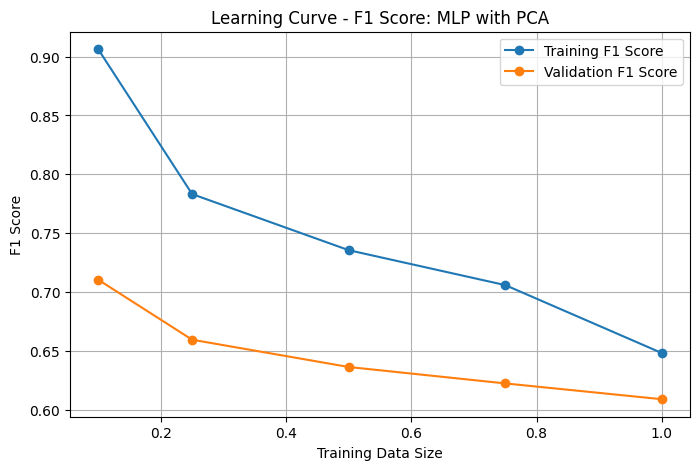 Learning Curve - F1 Score: MLP with PCA
Training F1 Score
Validation F1 Score
F1 Score
0.90
0.85
0.80
0.75
0.70
0.65
0.60
0.2 0.4 0.6 0.8 1.0
Training Data Size